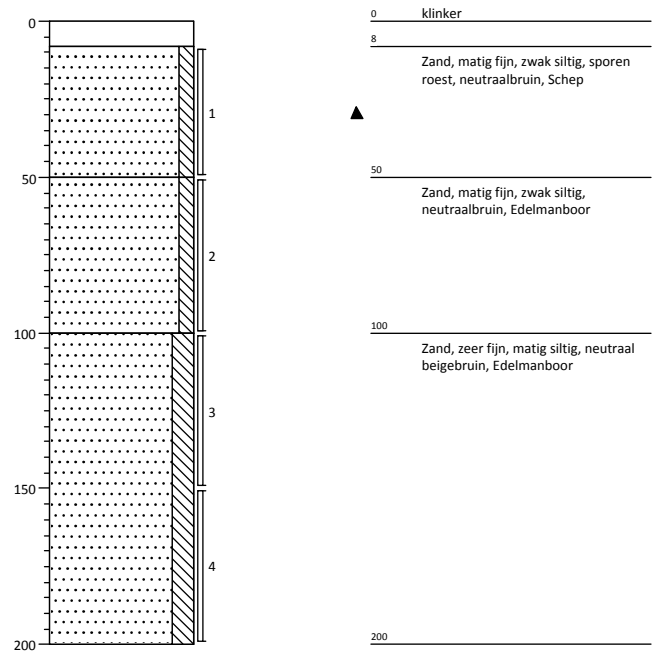 0
50
100
150
200
1
2
3
4
0 klinker
8
Zand, matig fijn, zwak siltig, sporen
roest, neutraalbruin, Schep
50
Zand, matig fijn, zwak siltig,
neutraalbruin, Edelmanboor
100
Zand, zeer fijn, matig siltig, neutraal
beigebruin, Edelmanboor
200